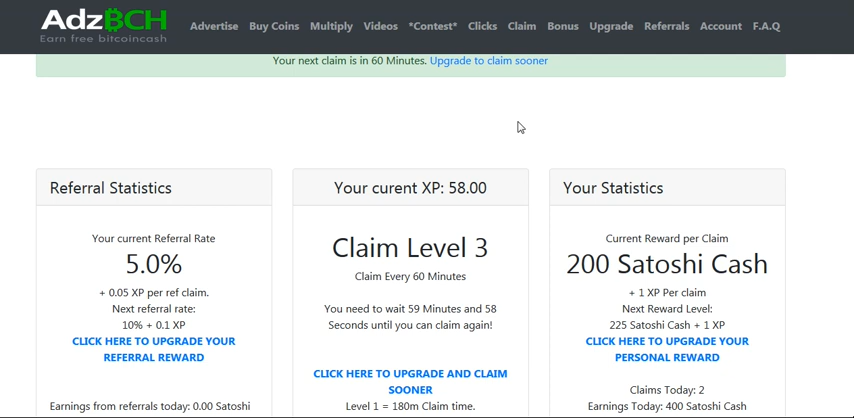 AdzBCH
Earn free bitcoincash
Advertise Buy Coins Multiply Videos *Contest* Clicks Claim Bonus Upgrade Referrals Account F.A.Q
Your next claim is in 60 Minutes. Upgrade to claim sooner
Referral Statistics
Your current Referral Rate
5.0%
+ 0.05 XP per ref claim.
Next referral rate:
10% + 0.1 XP
CLICK HERE TO UPGRADE YOUR
REFERRAL REWARD
Earnings from referrals today: 0.00 Satoshi
Your curent XP: 58.00
Claim Level 3
Claim Every 60 Minutes
You need to wait 59 Minutes and 58
Seconds until you can claim again!
CLICK HERE TO UPGRADE AND CLAIM
SOONER
Level 1 = 180m Claim time.
Your Statistics
Current Reward per Claim
200 Satoshi Cash
+ 1 XP Per claim
Next Reward Level:
225 Satoshi Cash + 1 XP
CLICK HERE TO UPGRADE YOUR
PERSONAL REWARD
Claims Today: 2
Earnings Today: 400 Satoshi Cash